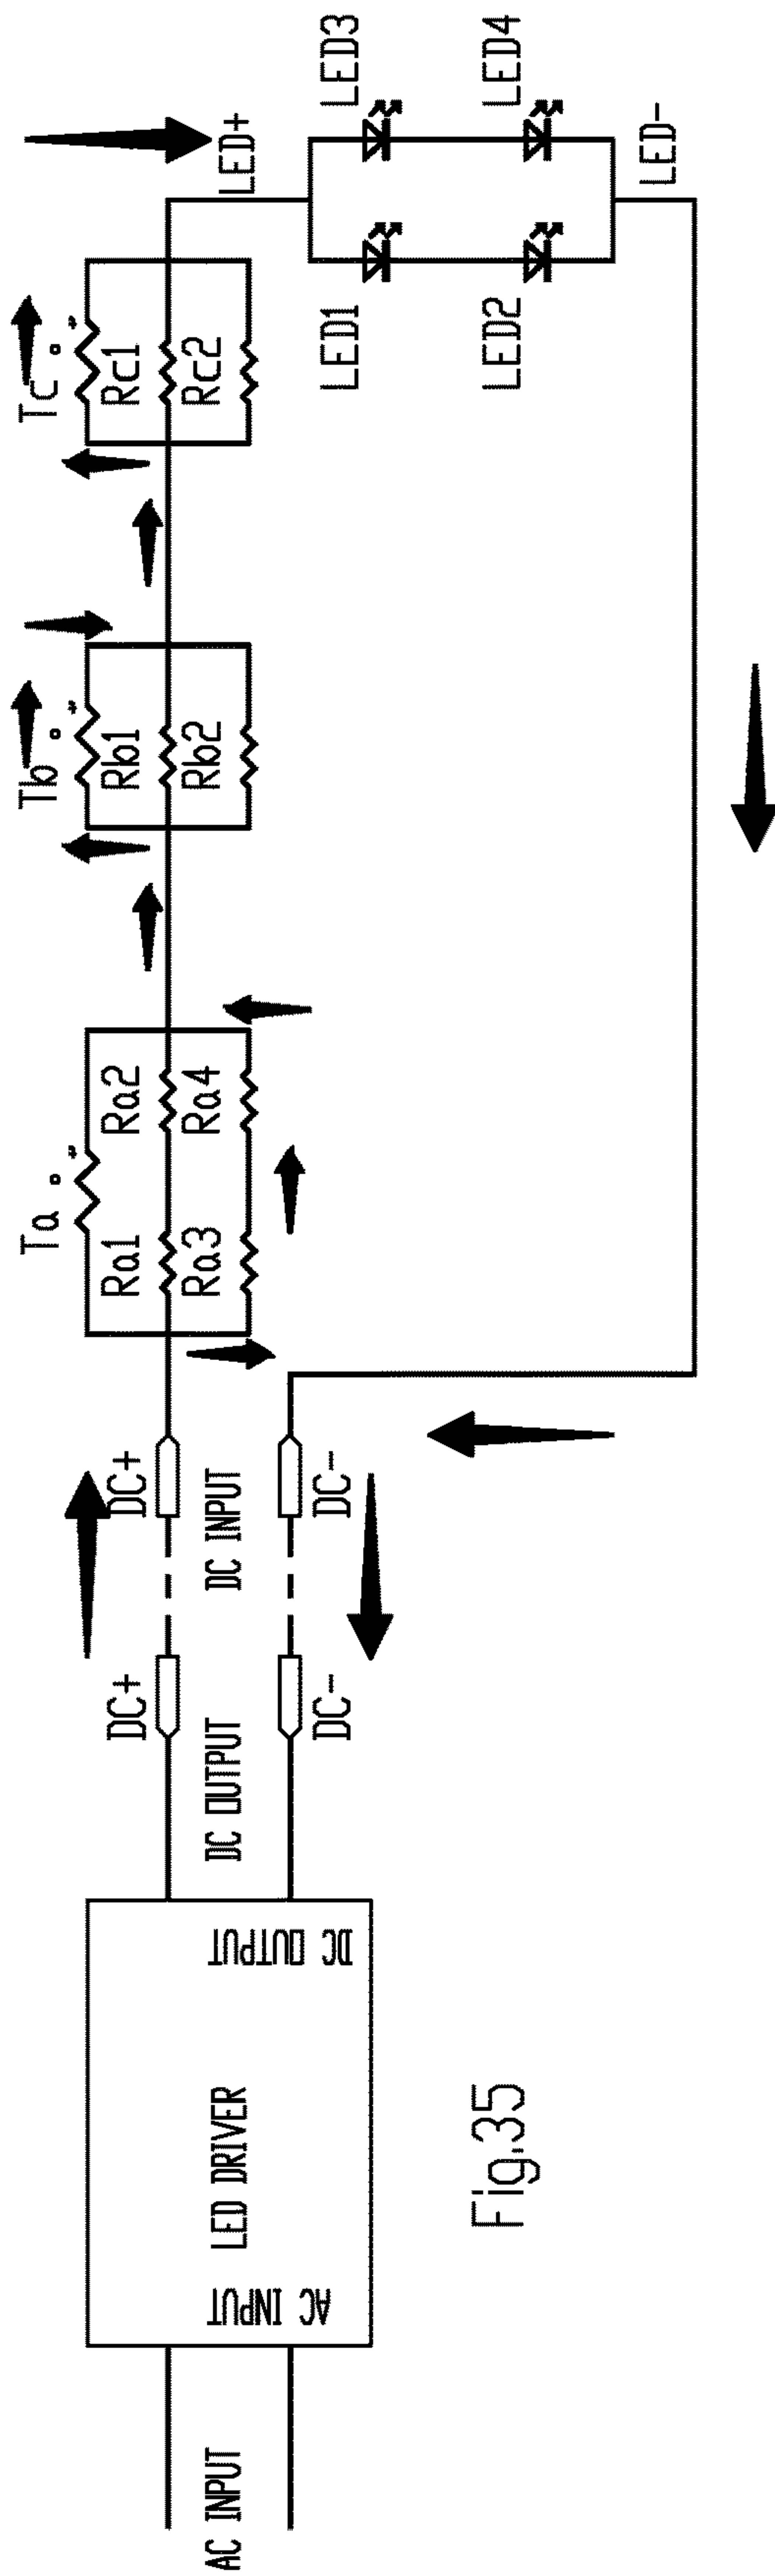 AC INPUT
AC INPUT
LED DRIVER
DC OUTPUT
DC OUTPUT
DC+
DC-
DC INPUT
DC+
DC-
Ta
Ra1
Ra2
Ra3
Ra4
Tb
Rb1
Rb2
Tc
Rc1
Rc2
LED+
LED1
LED3
LED2
LED4
LED-
Fig.35